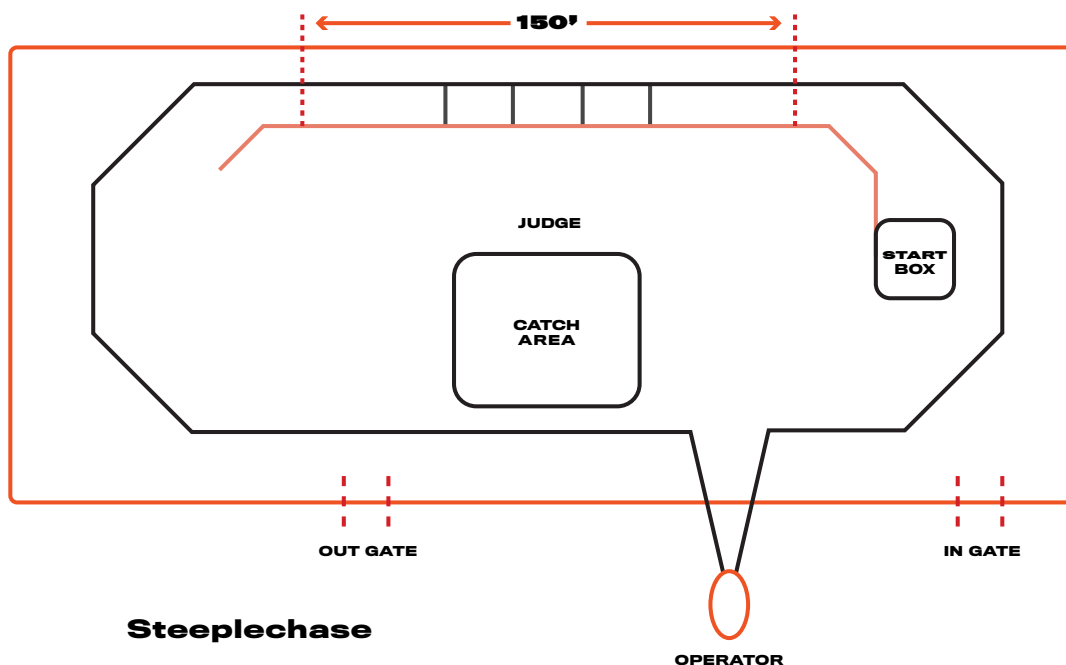 150'
JUDGE
START
BOX
CATCH
AREA
OUT GATE
IN GATE
Steeplechase
OPERATOR